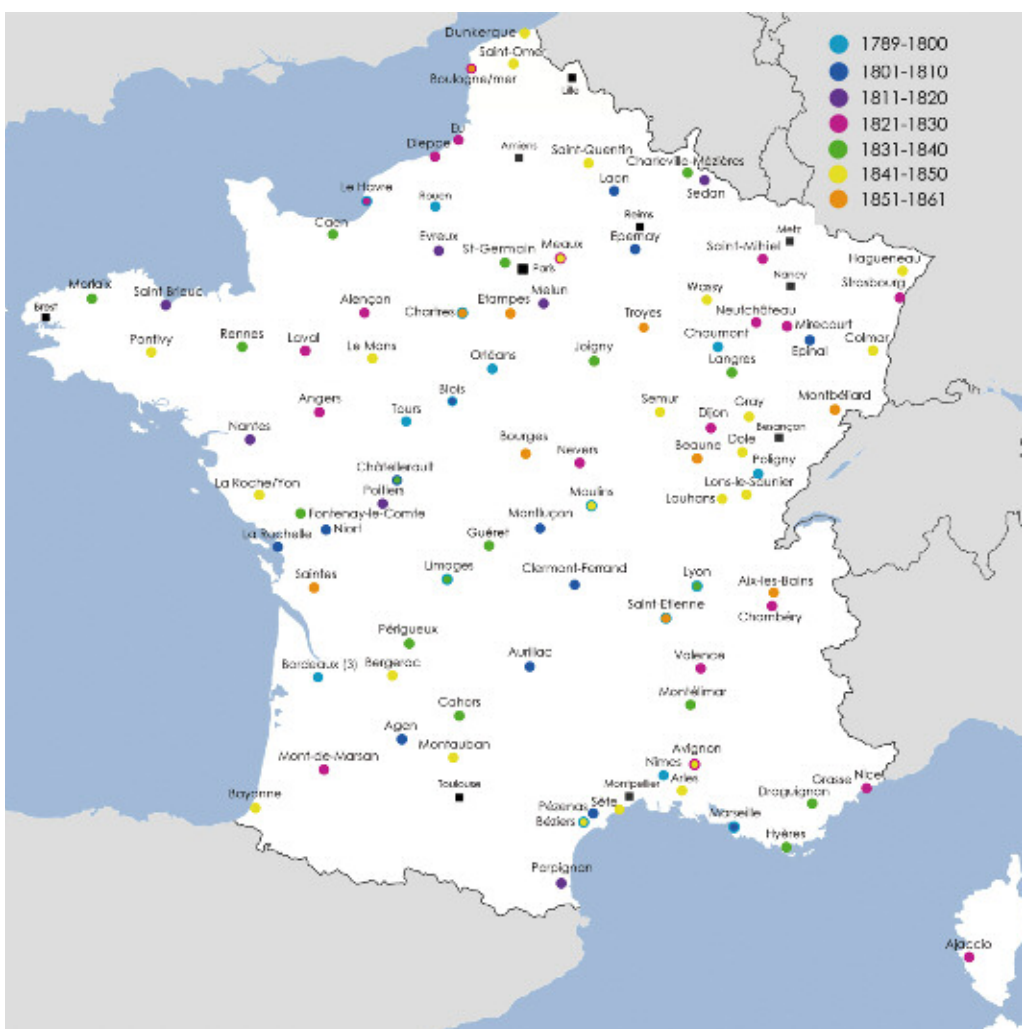 Dunkerque
Saint-Omer
Boulogne/mer
Lille
Eu
Dieppe
Amiens
Saint-Quentin
Charleville-Mézières
Laon
Sedan
Le Havre
Rouen
Reims
Caen
Evreux
St-Germain
Meaux
Epernay
Metz
Saint-Mihiel
Paris
Hagueneau
Nancy
Strasbourg
Morlaix
Saint Brieuc
Brest
Alençon
Chartres
Etampes
Melun
Wassy
Neufchâteau
Troyes
Mirecourt
Pontivy
Rennes
Laval
Le Mans
Orléans
Joigny
Chaumont
Epinal
Colmar
Langres
Blois
Angers
Tours
Semur
Gray
Montbéliard
Nantes
Dijon
Besançon
Bourges
Nevers
Beaune
Dole
Poligny
Châtellerault
La Roche/Yon
Poitiers
Moulins
Lons-le-Saunier
Louhans
Fontenay-le-Comte
Montluçon
Niort
La Rochelle
Guéret
Saintes
Limoges
Clermont-Ferrand
Lyon
Aix-les-Bains
Saint-Etienne
Chambéry
Périgueux
Bordeaux (3)
Bergerac
Aurillac
Valence
Cahors
Montélimar
Agen
Montauban
Mont-de-Marsan
Avignon
Nîmes
Toulouse
Montpellier
Arles
Grasse
Nice
Draguignan
Bayonne
Pézenas
Sète
Béziers
Marseille
Hyères
Perpignan
Ajaccio
1789-1800
1801-1810
1811-1820
1821-1830
1831-1840
1841-1850
1851-1861